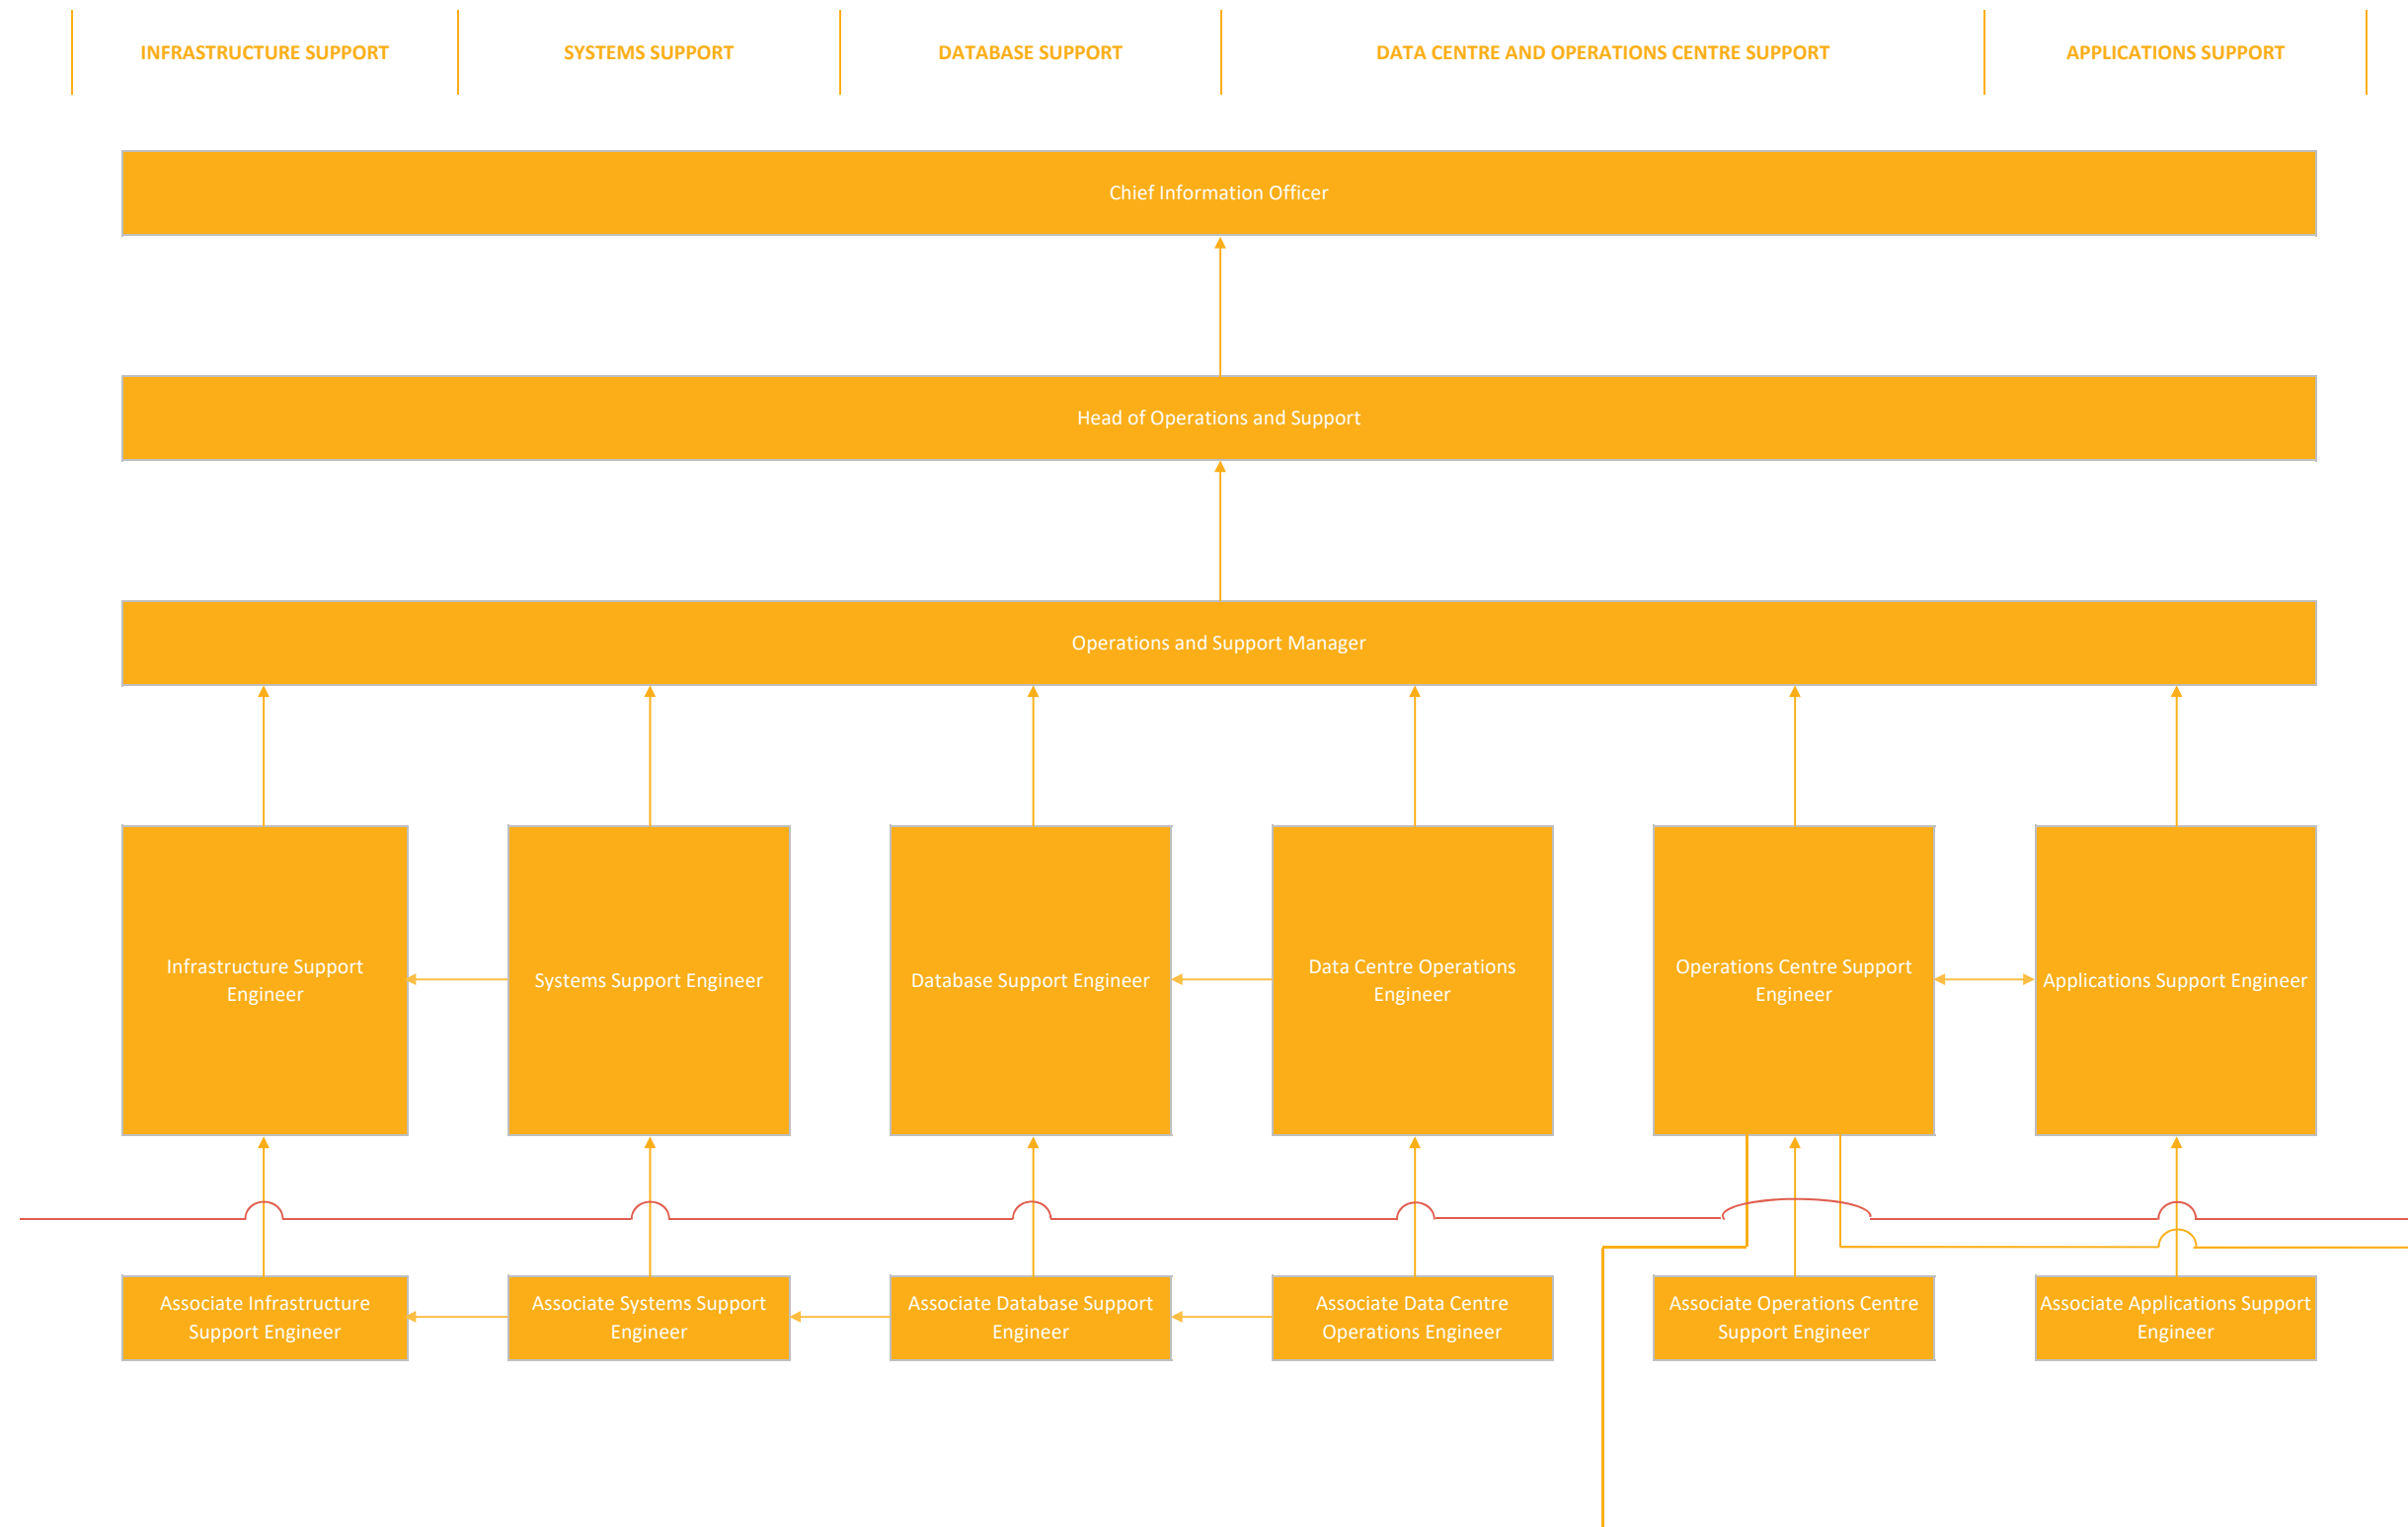 INFRASTRUCTURE SUPPORT
SYSTEMS SUPPORT
DATABASE SUPPORT
DATA CENTRE AND OPERATIONS CENTRE SUPPORT
APPLICATIONS SUPPORT
Chief Information Officer
Head of Operations and Support
Operations and Support Manager
Infrastructure Support
Engineer
Systems Support Engineer
Database Support Engineer
Data Centre Operations
Engineer
Operations Centre Support
Engineer
Applications Support Engineer
Associate Infrastructure
Support Engineer
Associate Systems Support
Engineer
Associate Database Support
Engineer
Associate Data Centre
Operations Engineer
Associate Operations Centre
Support Engineer
Associate Applications Support
Engineer